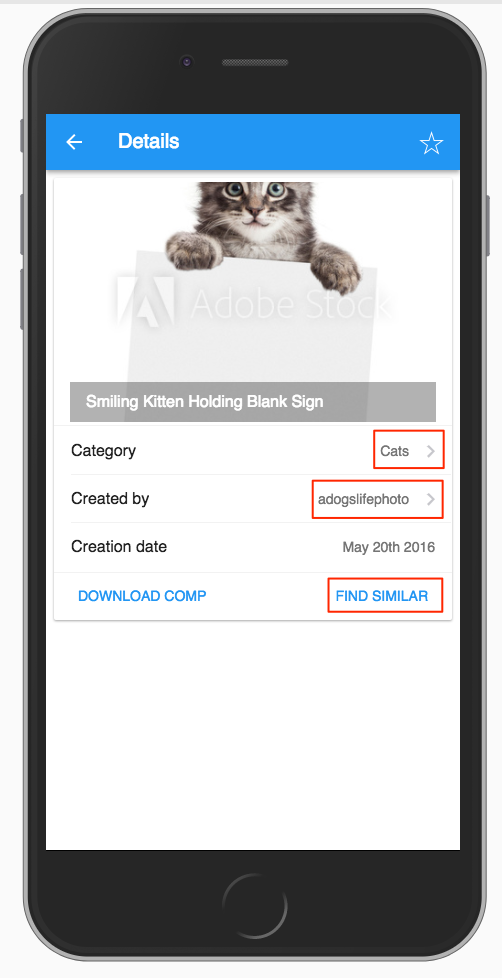 Details
Adobe Stock
Smiling Kitten Holding Blank Sign
Category Cats
Created by adogslifephoto
Creation date May 20th 2016
DOWNLOAD COMP FIND SIMILAR